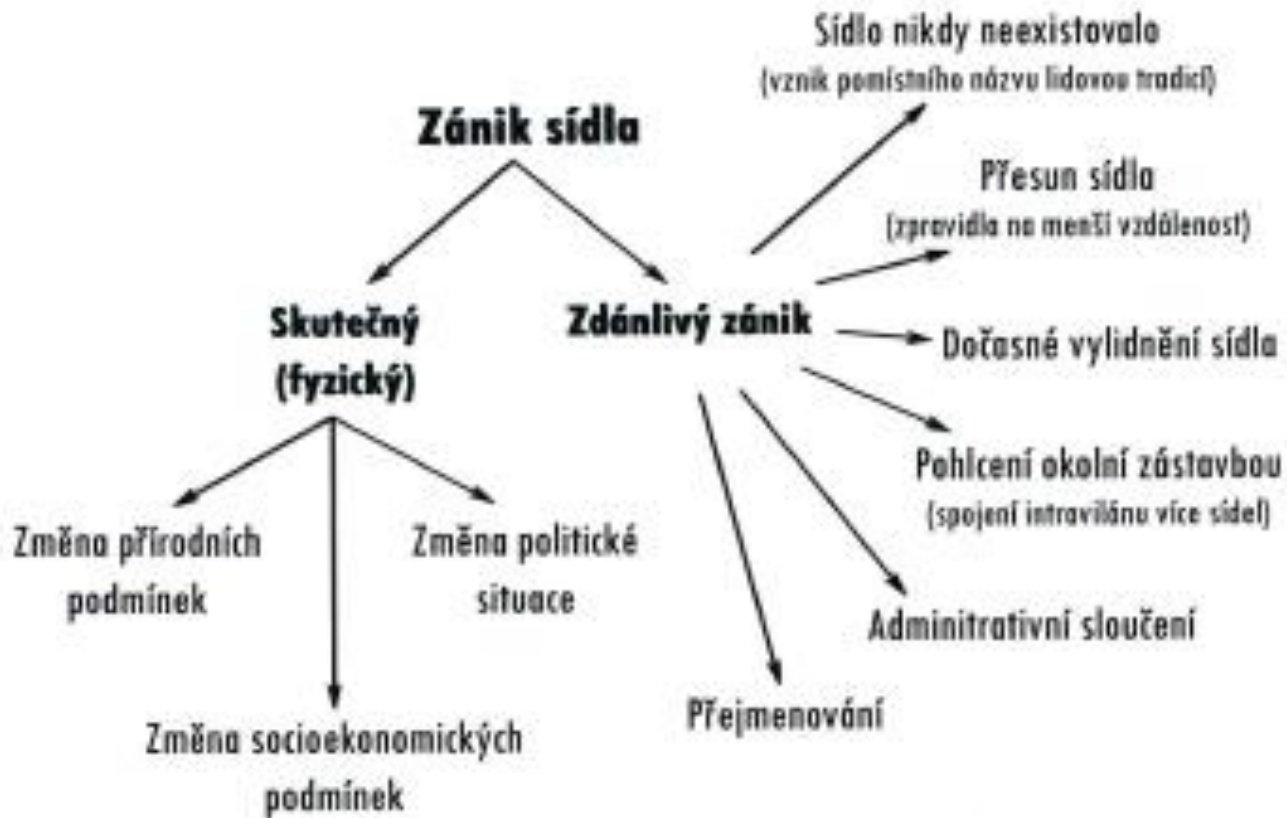 Sídlo nikdy neexistovalo
(vznik pomístního názvu lidovou tradicí)
Zánik sídla
Přesun sídla
(zpravidla na menší vzdálenost)
Skutečný
(fyzický)
Zdánlivý zánik
Dočasné vylidnění sídla
Pohlcení okolní zástavbou
(spojení intravilánu více sídel)
Změna přírodních
podmínek
Změna politické
situace
Adminitrativní sloučení
Přejmenování
Změna socioekonomických
podmínek